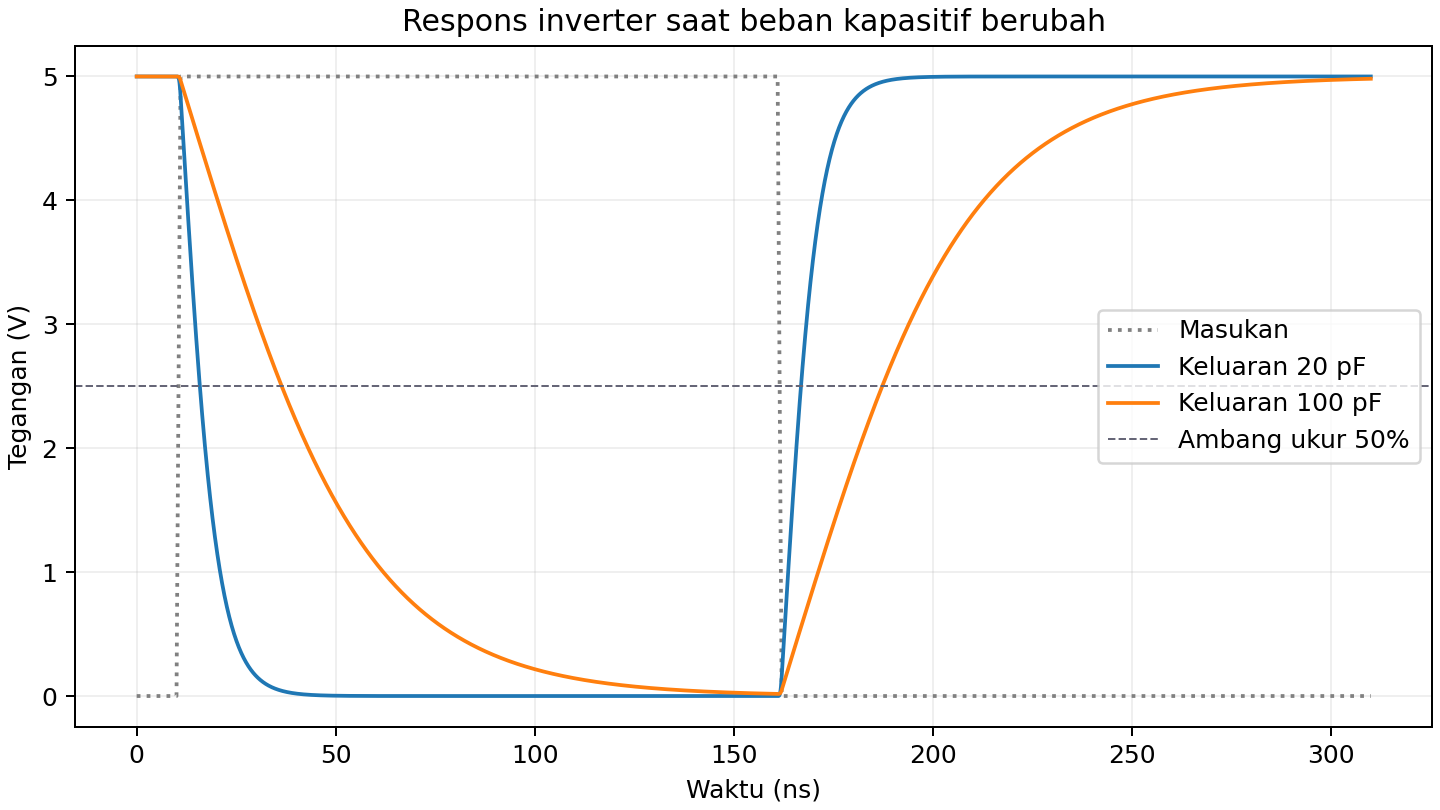 Respons inverter saat beban kapasitif berubah
Tegangan (V)
5
4
3
2
1
0
Masukan
Keluaran 20 pF
Keluaran 100 pF
Ambang ukur 50%
0 50 100 150 200 250 300
Waktu (ns)